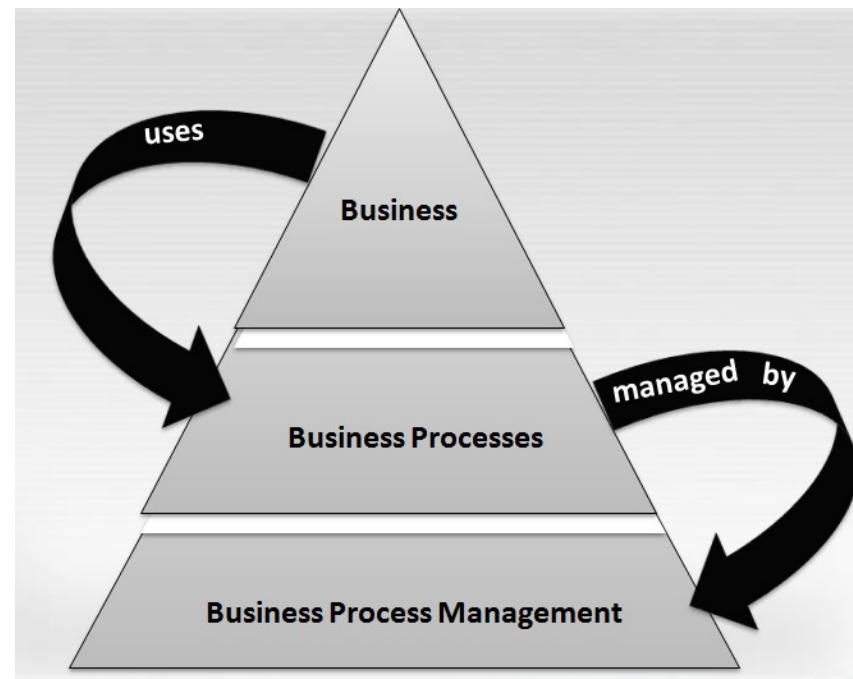 uses
Business
managed by
Business Processes
Business Process Management